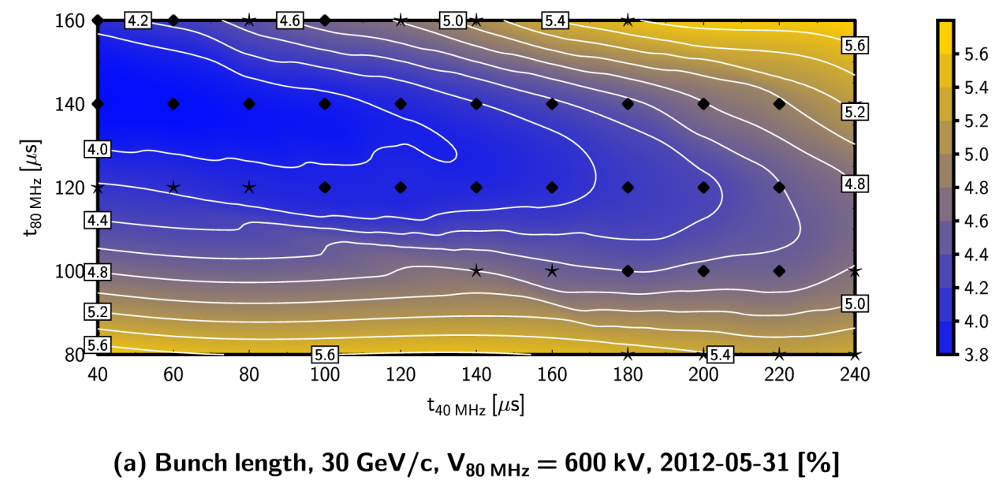 160 4.2 4.6 5.0 5.4
5.6 5.6
5.4
140 5.2 5.2
4.0 5.0
120 4.8 4.8
4.4 4.6
4.4
100 4.8 4.2
5.2 5.0 4.0
80 5.6 5.6 5.4 3.8
40 60 80 100 120 140 160 180 200 220 240
t80 MHz [μs]
t40 MHz [μs]
(a) Bunch length, 30 GeV/c, V80 MHz = 600 kV, 2012-05-31 [%]